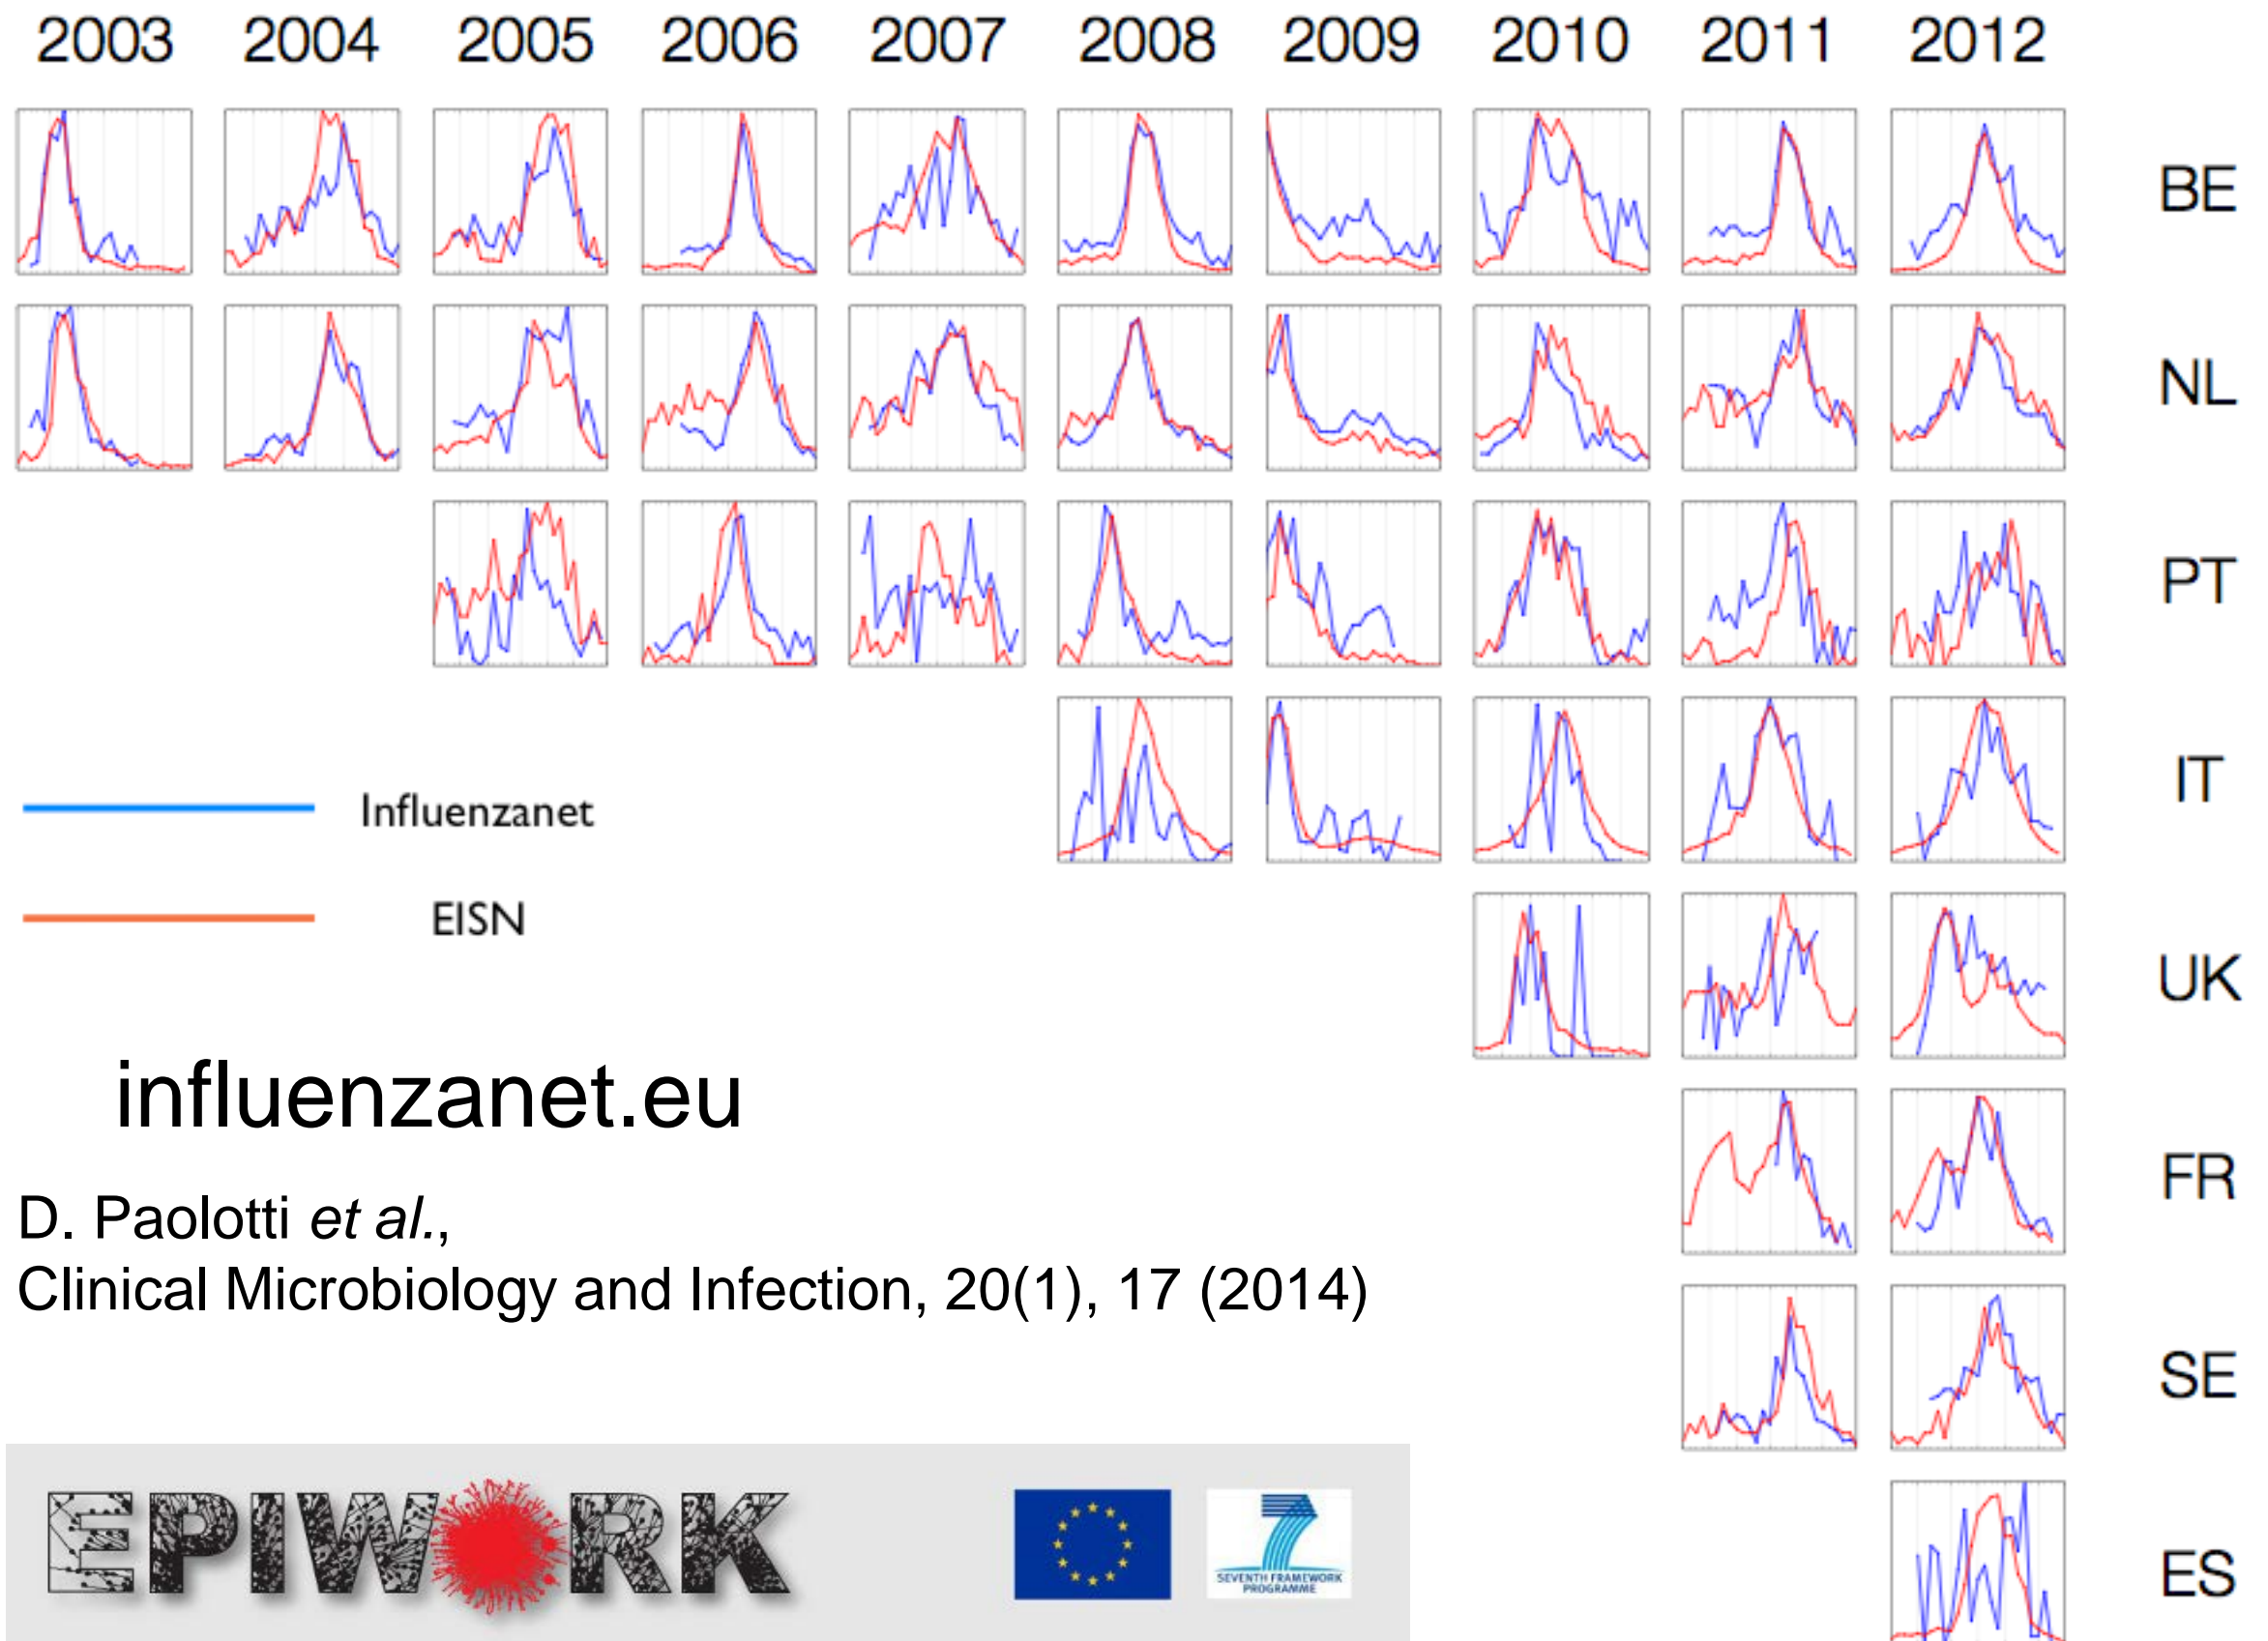 2003 2004 2005 2006 2007 2008 2009 2010 2011 2012
BE
NL
PT
IT
Influenzanet
EISN
UK
influenzanet.eu
FR
D. Paolotti et al.,
Clinical Microbiology and Infection, 20(1), 17 (2014)
SE
EPIWORK
7
SEVENTH FRAMEWORK
PROGRAMME
ES